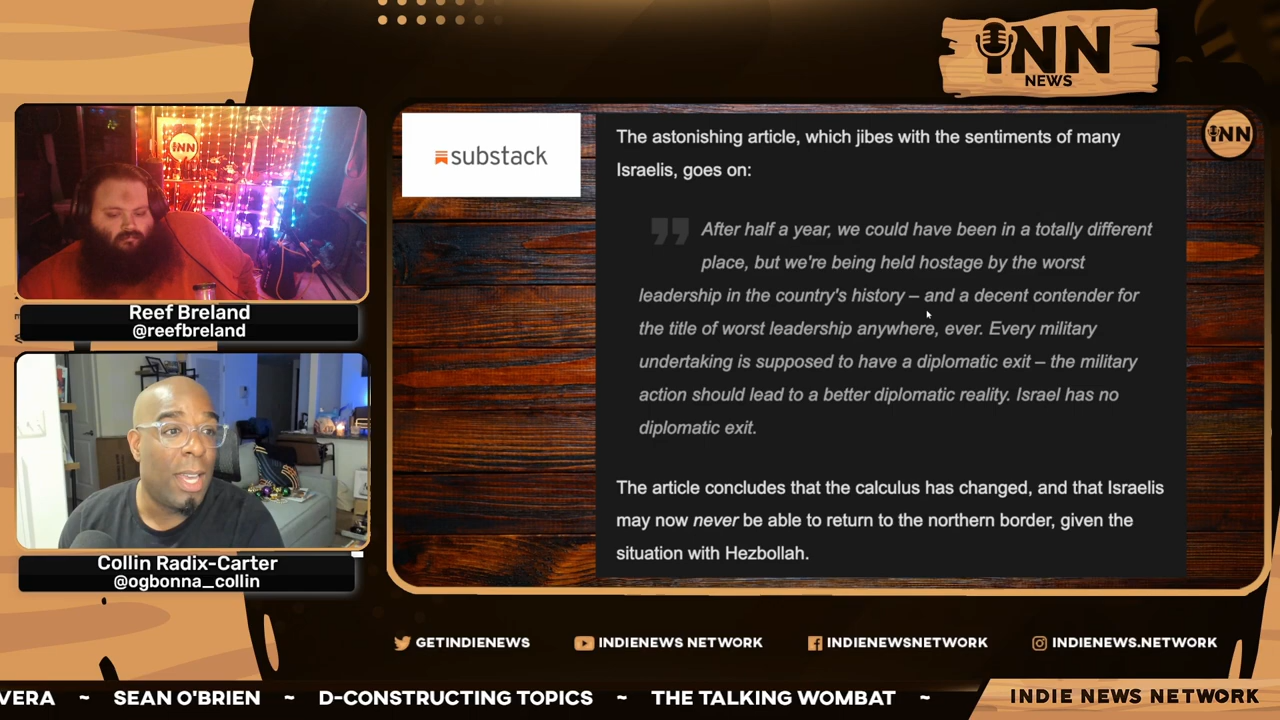 INN
NEWS
substack
The astonishing article, which jibes with the sentiments of many
Israelis, goes on:
After half a year, we could have been in a totally different
place, but we're being held hostage by the worst
leadership in the country's history – and a decent contender for
the title of worst leadership anywhere, ever. Every military
undertaking is supposed to have a diplomatic exit – the military
action should lead to a better diplomatic reality. Israel has no
diplomatic exit.
The article concludes that the calculus has changed, and that Israelis
may now never be able to return to the northern border, given the
situation with Hezbollah.
INN
INN
Reef Breland
@reefbreland
Collin Radix-Carter
@ogbonna_collin
GETINDIENEWS
INDIENEWS NETWORK
INDIENEWSNETWORK
INDIENEWS.NETWORK
VERA ~ SEAN O'BRIEN ~ D-CONSTRUCTING TOPICS ~ THE TALKING WOMBAT ~
INDIE NEWS NETWORK